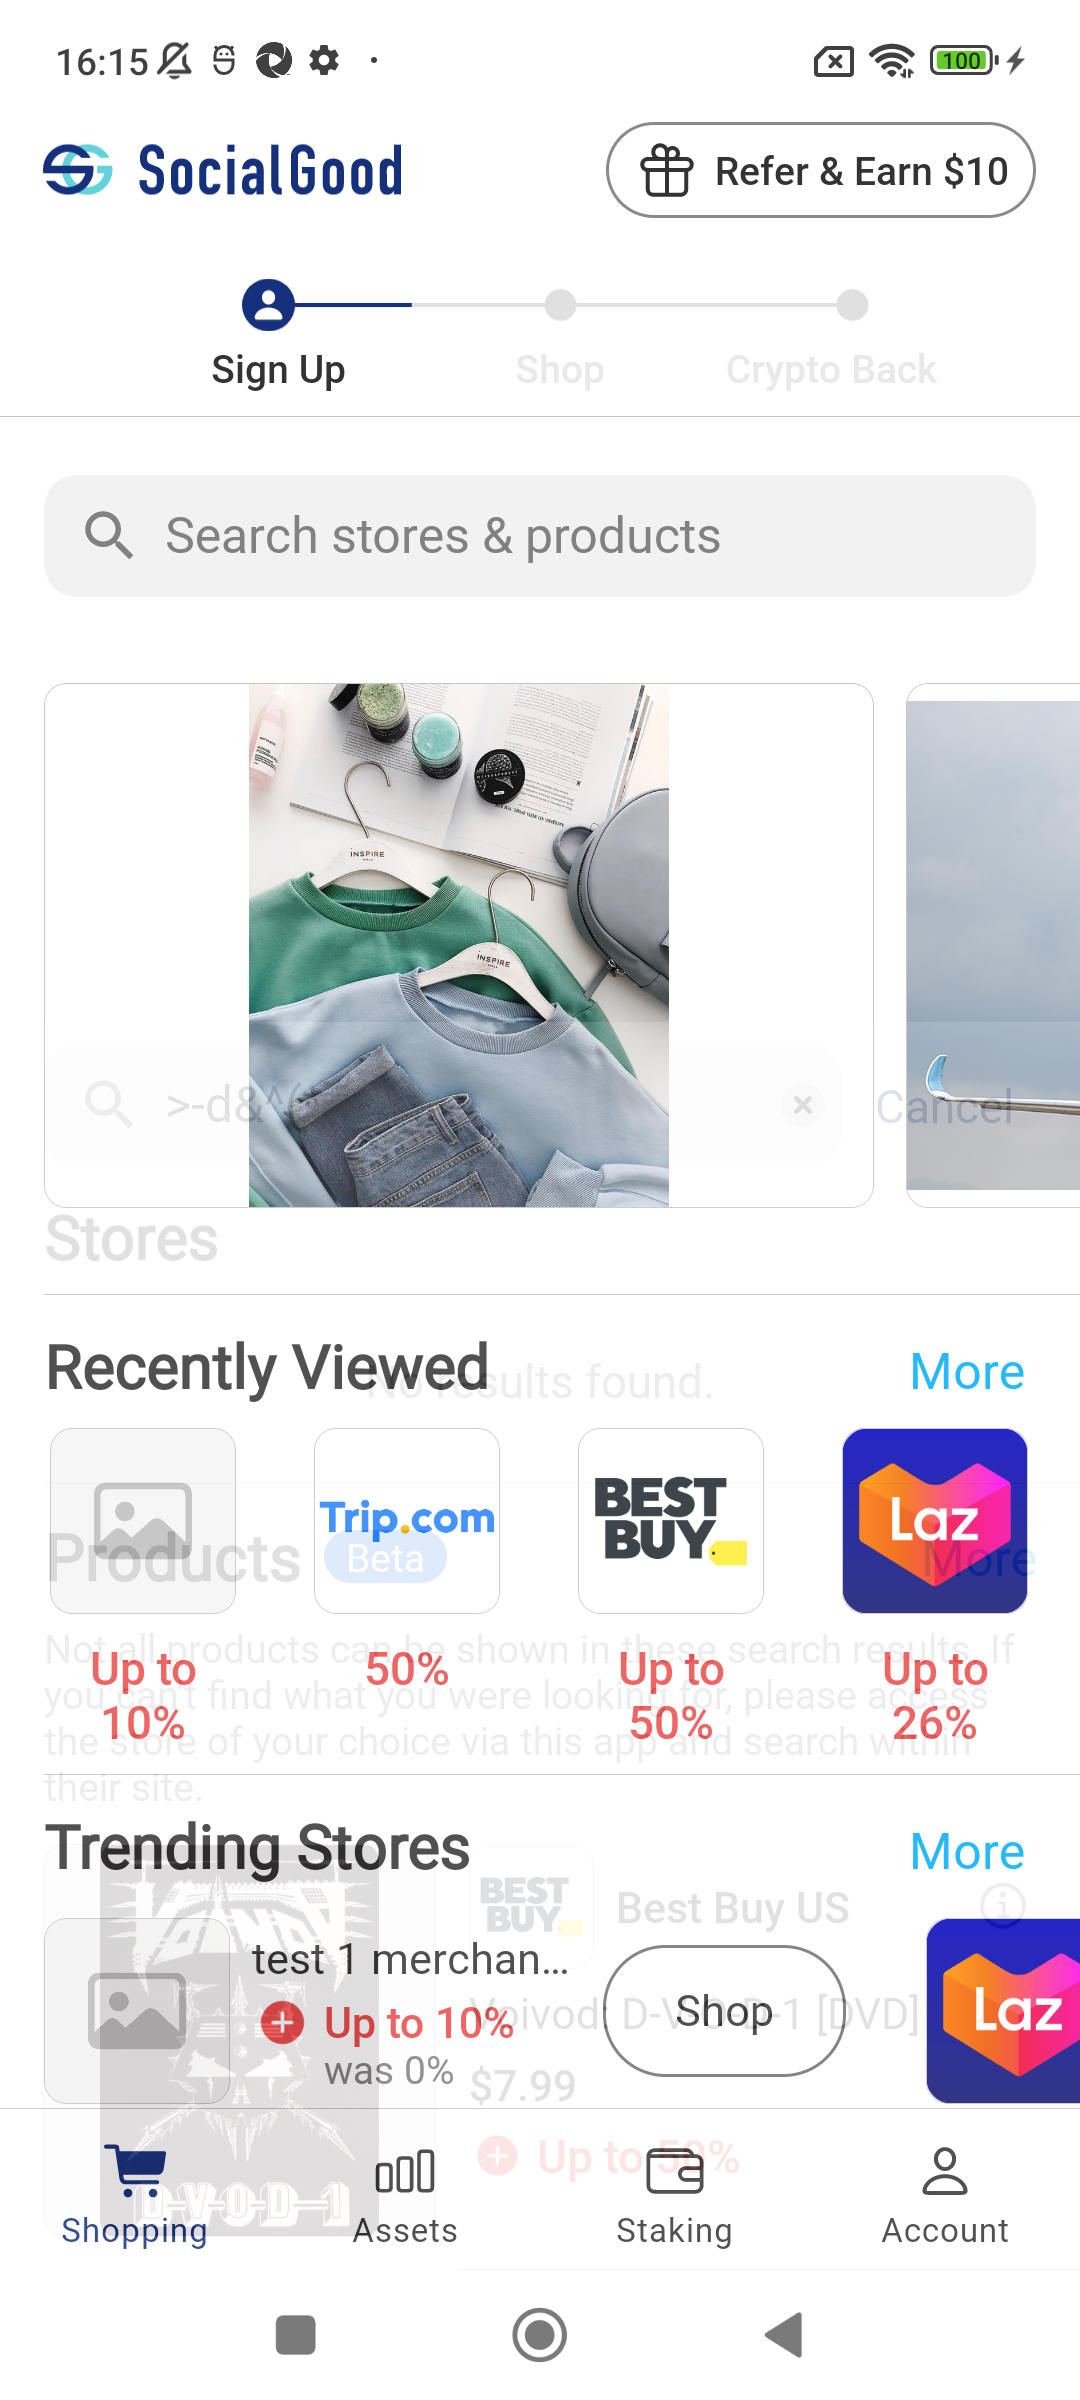 16:15
100
SocialGood
Refer & Earn $10
Sign Up
Shop
Crypto Back
Search stores & products
INSPIRE
INSPIRE
>-d&^(
Cancel
Stores
Recently Viewed
More
No results found.
Trip.com
BEST
BUY
Laz
Products
Beta
More
Not all products can be shown in these search results. If
you can't find what you were looking for, please access
the store of your choice via this app and search within
their site.
Up to
10%
50%
Up to
50%
Up to
26%
Trending Stores
More
BEST
BUY
Best Buy US
test 1 merchan...
Up to 10%
was 0%
Shop
Laz
Voivod: D-V-O-D-1 [DVD]
$7.99
Up to 50%
D-V-O-D-1
Shopping
Assets
Staking
Account